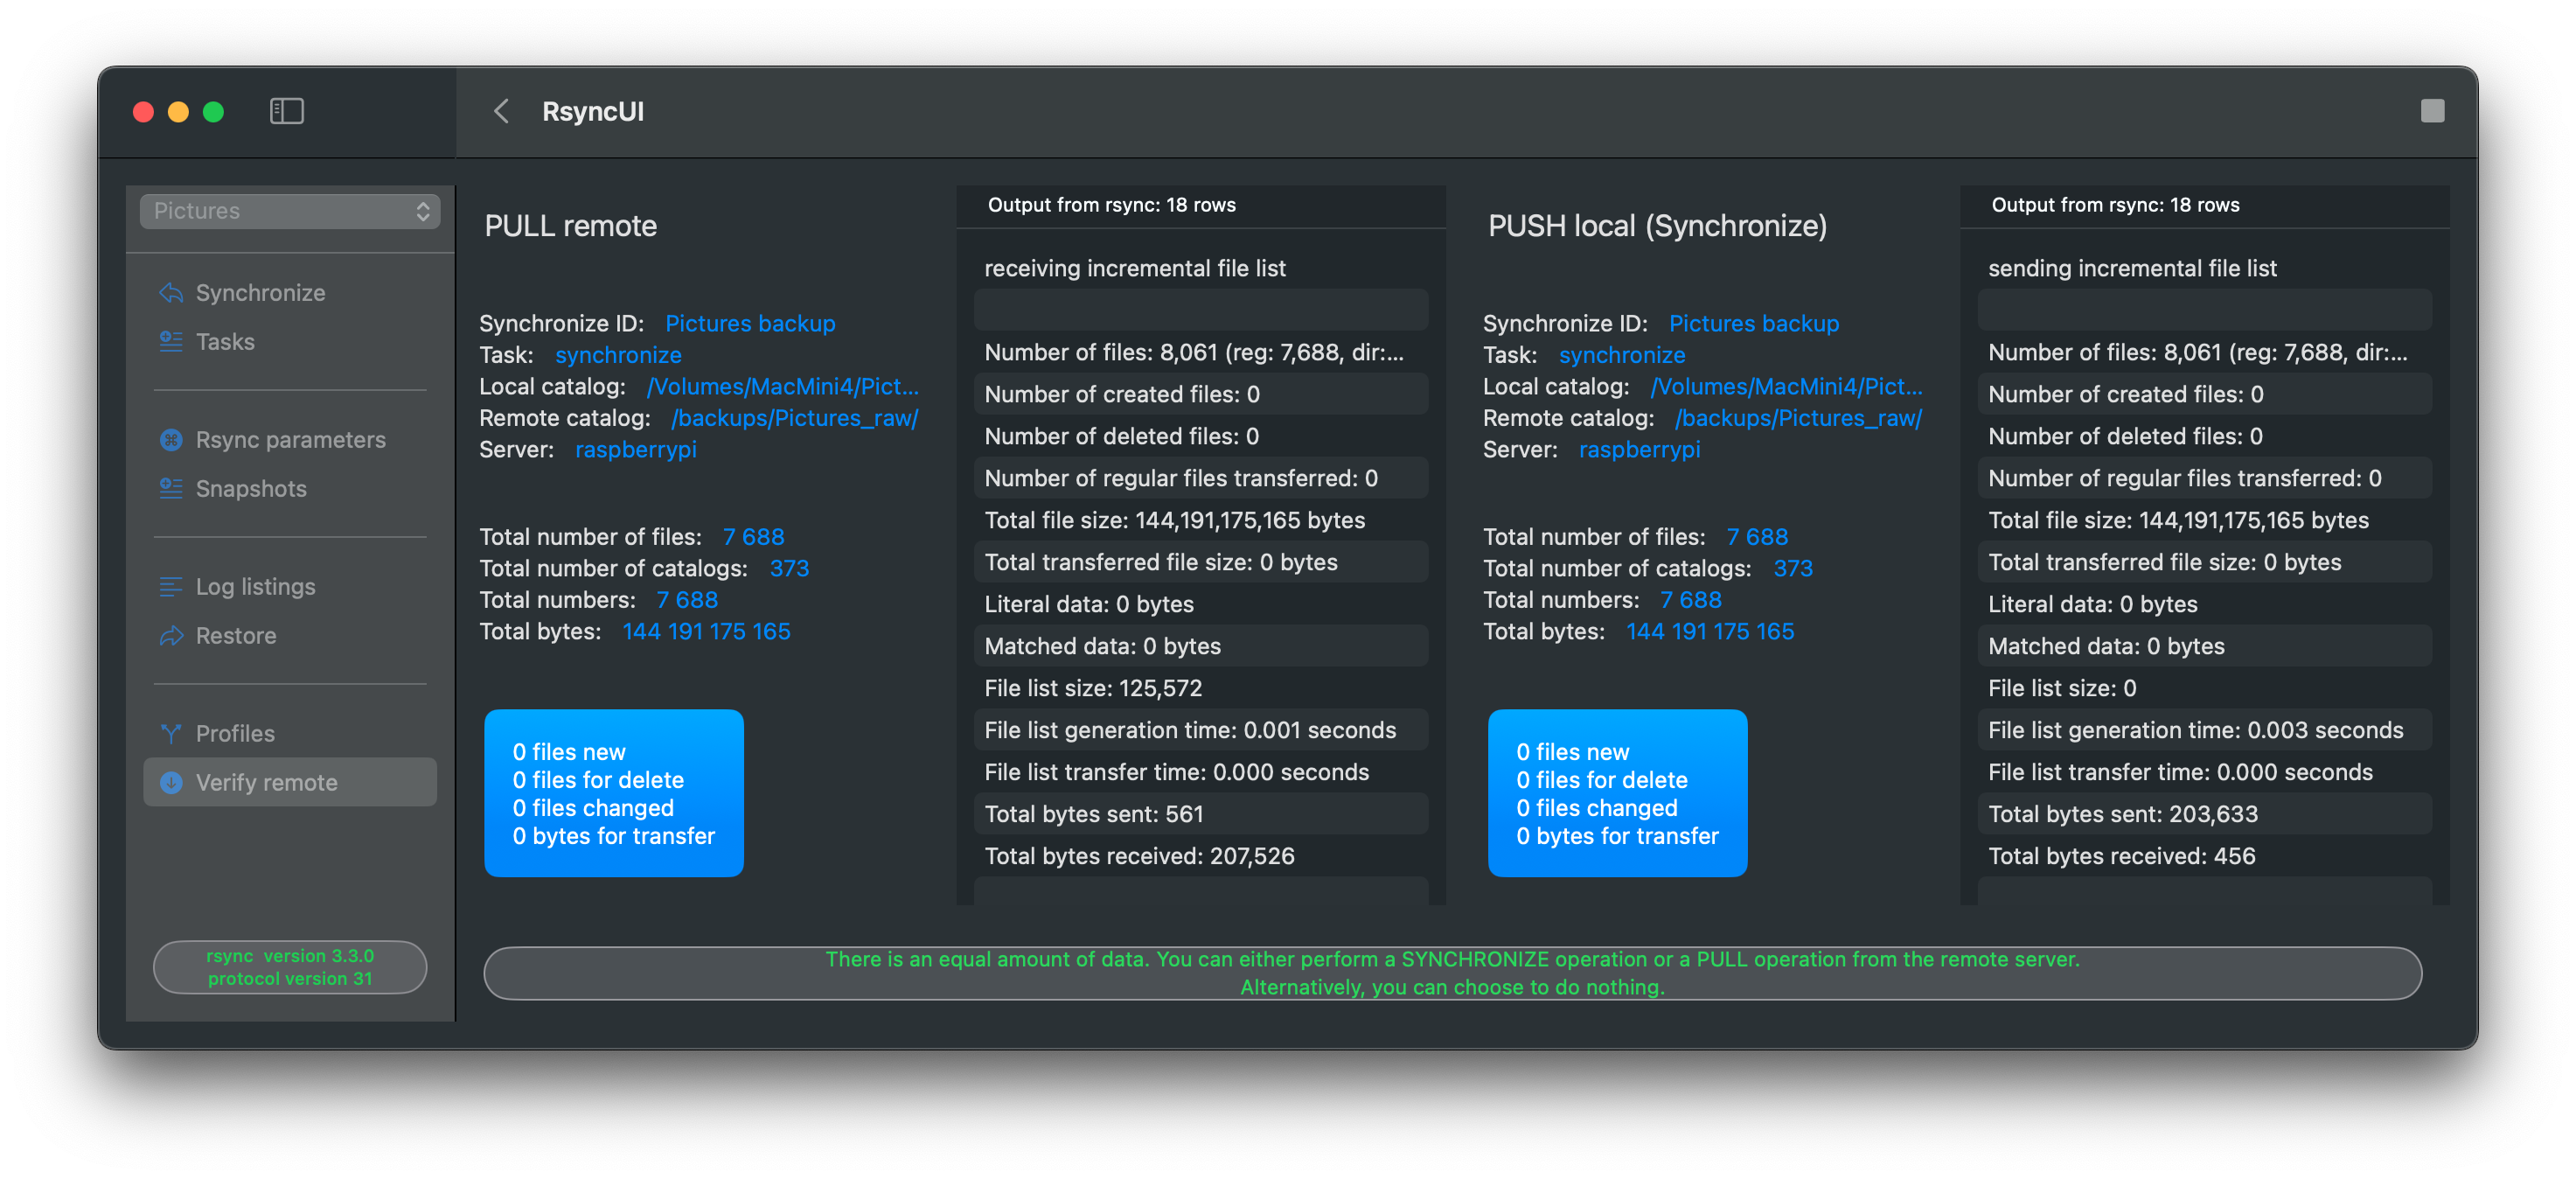 RsyncUI
Pictures
Synchronize
Tasks
Rsync parameters
Snapshots
Log listings
Restore
Profiles
Verify remote
rsync  version 3.3.0
protocol version 31
PULL remote
Synchronize ID: Pictures backup
Task: synchronize
Local catalog: /Volumes/MacMini4/Pict...
Remote catalog: /backups/Pictures_raw/
Server: raspberrypi
Total number of files: 7 688
Total number of catalogs: 373
Total numbers: 7 688
Total bytes: 144 191 175 165
0 files new
0 files for delete
0 files changed
0 bytes for transfer
Output from rsync: 18 rows
receiving incremental file list
Number of files: 8,061 (reg: 7,688, dir:...
Number of created files: 0
Number of deleted files: 0
Number of regular files transferred: 0
Total file size: 144,191,175,165 bytes
Total transferred file size: 0 bytes
Literal data: 0 bytes
Matched data: 0 bytes
File list size: 125,572
File list generation time: 0.001 seconds
File list transfer time: 0.000 seconds
Total bytes sent: 561
Total bytes received: 207,526
PUSH local (Synchronize)
Synchronize ID: Pictures backup
Task: synchronize
Local catalog: /Volumes/MacMini4/Pict...
Remote catalog: /backups/Pictures_raw/
Server: raspberrypi
Total number of files: 7 688
Total number of catalogs: 373
Total numbers: 7 688
Total bytes: 144 191 175 165
0 files new
0 files for delete
0 files changed
0 bytes for transfer
Output from rsync: 18 rows
sending incremental file list
Number of files: 8,061 (reg: 7,688, dir:...
Number of created files: 0
Number of deleted files: 0
Number of regular files transferred: 0
Total file size: 144,191,175,165 bytes
Total transferred file size: 0 bytes
Literal data: 0 bytes
Matched data: 0 bytes
File list size: 0
File list generation time: 0.003 seconds
File list transfer time: 0.000 seconds
Total bytes sent: 203,633
Total bytes received: 456
There is an equal amount of data. You can either perform a SYNCHRONIZE operation or a PULL operation from the remote server.
Alternatively, you can choose to do nothing.